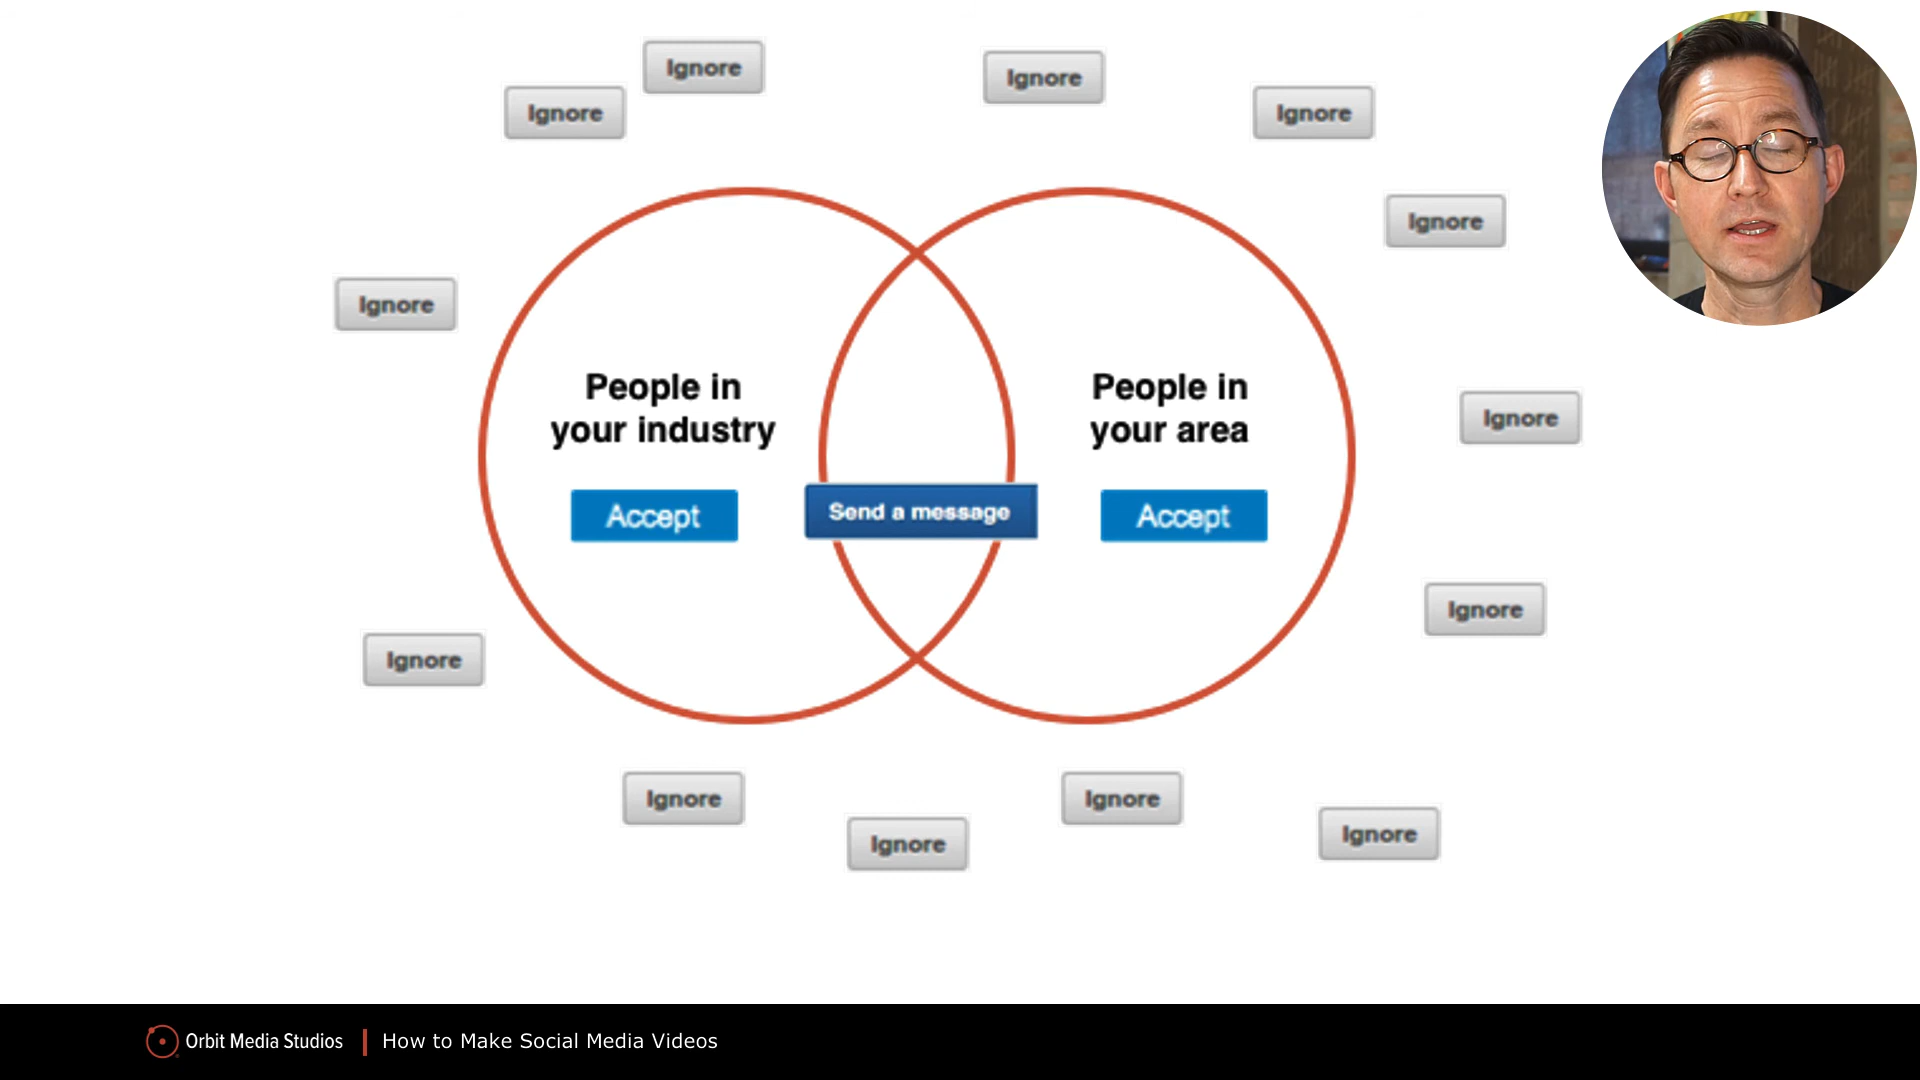 Ignore
Ignore
Ignore
Ignore
Ignore
Ignore
People in
your industry
People in
your area
Ignore
Accept
Send a message
Accept
Ignore
Ignore
Ignore
Ignore
Ignore
Ignore
Orbit Media Studios
How to Make Social Media Videos